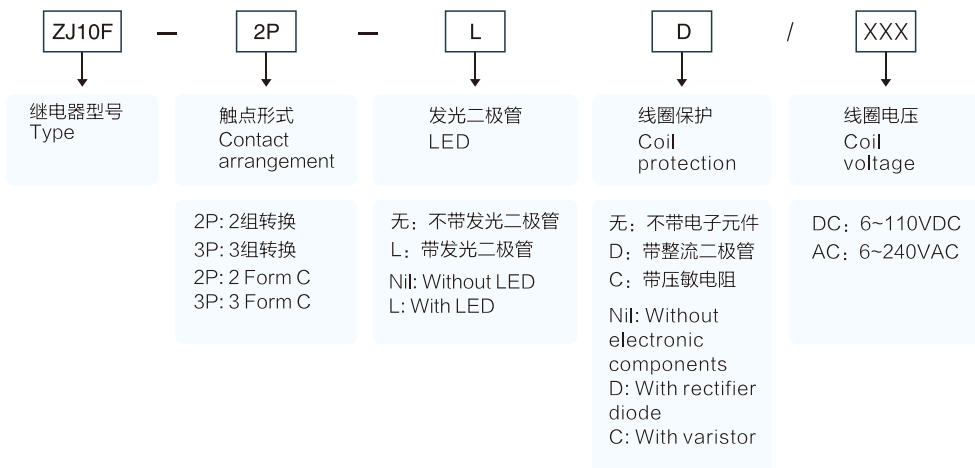 ZJ10F — 2P — L D / XXX
继电器型号
Type
触点形式
Contact
arrangement
发光二极管
LED
线圈保护
Coil
protection
线圈电压
Coil
voltage
2P: 2组转换
3P: 3组转换
2P: 2 Form C
3P: 3 Form C
无：不带发光二极管
L：带发光二极管
Nil: Without LED
L: With LED
无：不带电子元件
D：带整流二极管
C：带压敏电阻
Nil: Without
electronic
components
D: With rectifier
diode
C: With varistor
DC：6~110VDC
AC：6~240VAC